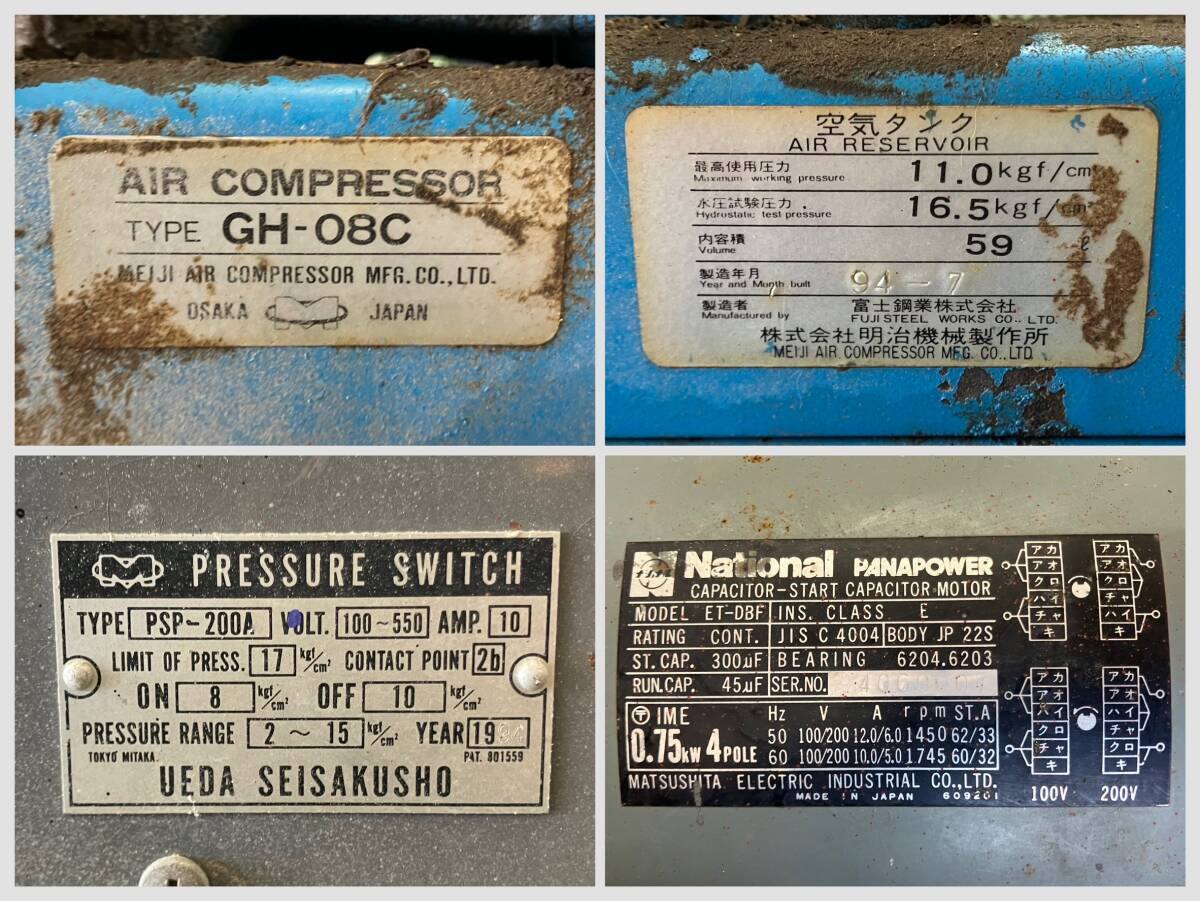 AIR COMPRESSOR
TYPE GH-08C
MEIJI AIR COMPRESSOR MFG. CO., LTD.
OSAKA JAPAN
空気タンク
AIR RESERVOIR
最高使用圧力 11.0 kgf/cm²
Maximum working pressure
水圧試験圧力 16.5 kgf/cm²
Hydrostatic test pressure
内容積 59 ℓ
Volume
製造年月 94-7
Year and Month built
製造者 富士鋼業株式会社
Manufactured by FUJI STEEL WORKS CO., LTD.
株式会社明治機械製作所
MEIJI AIR COMPRESSOR MFG. CO., LTD
PRESSURE SWITCH
TYPE PSP-200A VOLT. 100~550 AMP. 10
LIMIT OF PRESS. 17 kgf/cm² CONTACT POINT 2b
ON 8 kgf/cm² OFF 10 kgf/cm²
PRESSURE RANGE 2 ~ 15 kgf/cm² YEAR 1994
TOKYO MITAKA. PAT. 801559
UEDA SEISAKUSHO
National PANAPOWER
CAPACITOR-START CAPACITOR MOTOR
MODEL ET-DBF INS. CLASS E
RATING CONT. JIS C 4004 BODY JP 22S
ST. CAP. 300μF BEARING 6204.6203
RUN. CAP. 45μF SER.NO.
〒 IME Hz V A rpm ST.A
0.75kW 4POLE
50 100/200 12.0/6.0 1450 62/33
60 100/200 10.0/5.0 1745 60/32
MATSUSHITA ELECTRIC INDUSTRIAL CO., LTD.
MADE IN JAPAN 609201
アカ
アオ
クロ
ハイ
チャ
キ
アカ
アオ
クロ
チャ
ハイ
キ
アカ
アオ
ハイ
クロ
チャ
キ
アカ
アオ
ハイ
チャ
クロ
キ
100V 200V